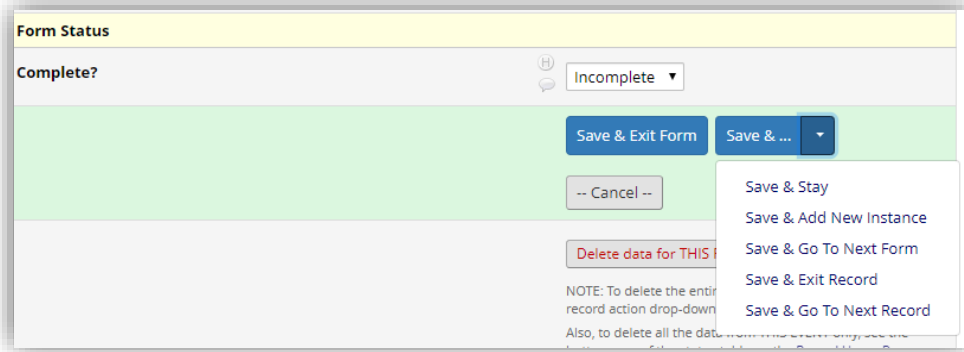 Form Status
Complete?
H
Incomplete
Save & Exit Form
Save & ...
-- Cancel --
Save & Stay
Save & Add New Instance
Save & Go To Next Form
Save & Exit Record
Save & Go To Next Record
Delete data for THIS
NOTE: To delete the
record action drop-down
Also, to delete all the data from THIS EVENT only, see the